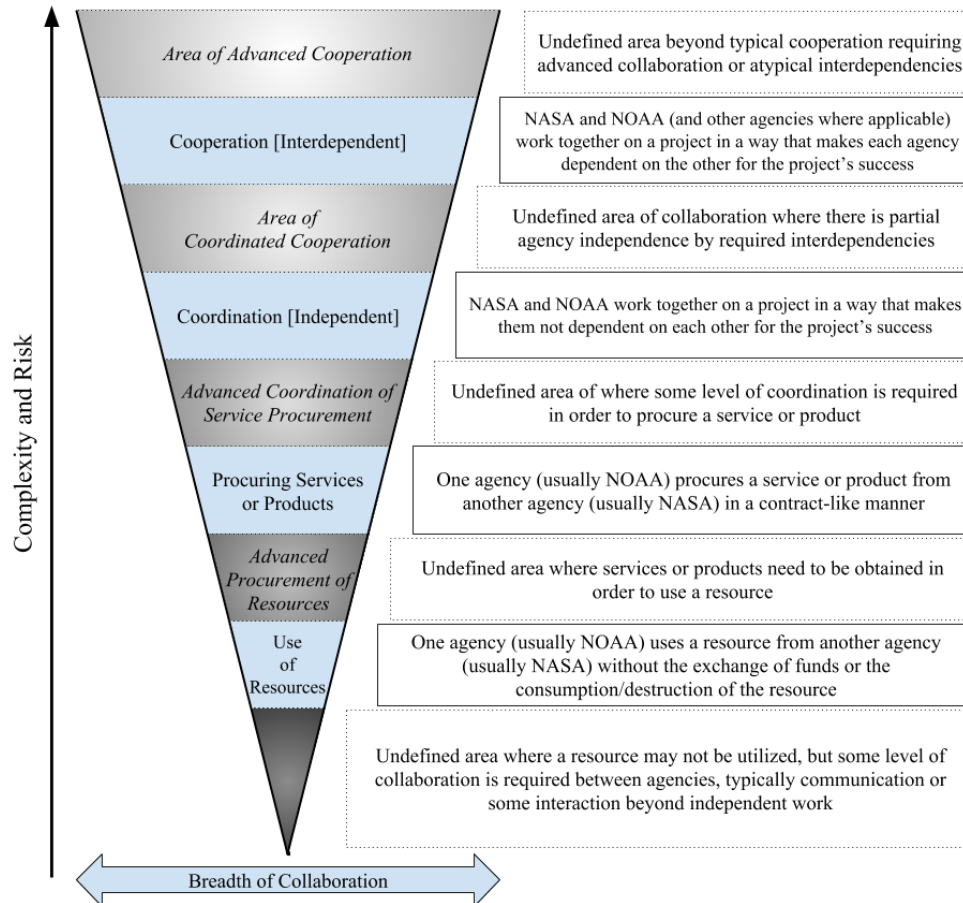 Area of Advanced Cooperation
Undefined area beyond typical cooperation requiring
advanced collaboration or atypical interdependencies
Cooperation [Interdependent]
NASA and NOAA (and other agencies where applicable)
work together on a project in a way that makes each agency
dependent on the other for the project’s success
Area of
Coordinated Cooperation
Undefined area of collaboration where there is partial
agency independence by required interdependencies
Coordination [Independent]
NASA and NOAA work together on a project in a way that makes
them not dependent on each other for the project’s success
Advanced Coordination of
Service Procurement
Undefined area of where some level of coordination is required
in order to procure a service or product
Procuring Services
or Products
One agency (usually NOAA) procures a service or product from
another agency (usually NASA) in a contract-like manner
Advanced
Procurement of
Resources
Undefined area where services or products need to be obtained in
order to use a resource
Use
of
Resources
One agency (usually NOAA) uses a resource from another agency
(usually NASA) without the exchange of funds or the
consumption/destruction of the resource
Undefined area where a resource may not be utilized, but some level of
collaboration is required between agencies, typically communication or
some interaction beyond independent work
Complexity and Risk
Breadth of Collaboration